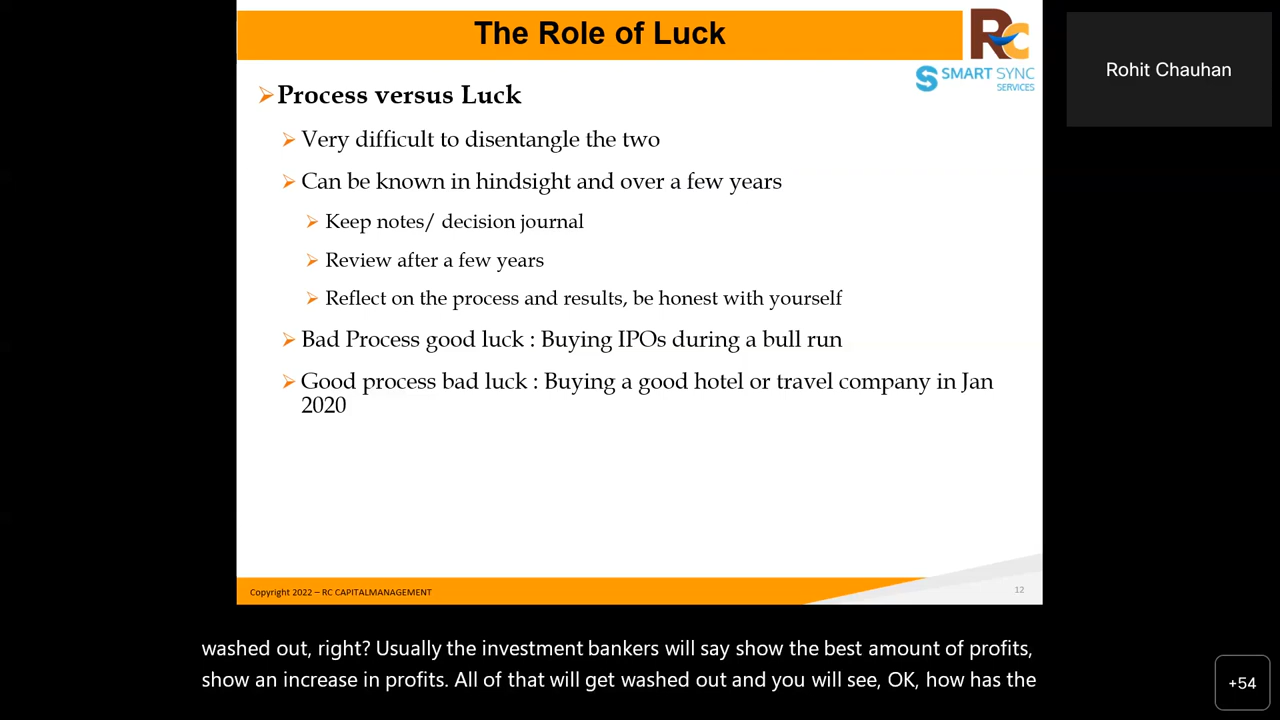 The Role of Luck
RC
SMART SYNC
SERVICES
Rohit Chauhan
Process versus Luck
Very difficult to disentangle the two
Can be known in hindsight and over a few years
Keep notes/ decision journal
Review after a few years
Reflect on the process and results, be honest with yourself
Bad Process good luck : Buying IPOs during a bull run
Good process bad luck : Buying a good hotel or travel company in Jan
2020
Copyright 2022 – RC CAPITALMANAGEMENT
12
washed out, right? Usually the investment bankers will say show the best amount of profits,
show an increase in profits. All of that will get washed out and you will see, OK, how has the
+54